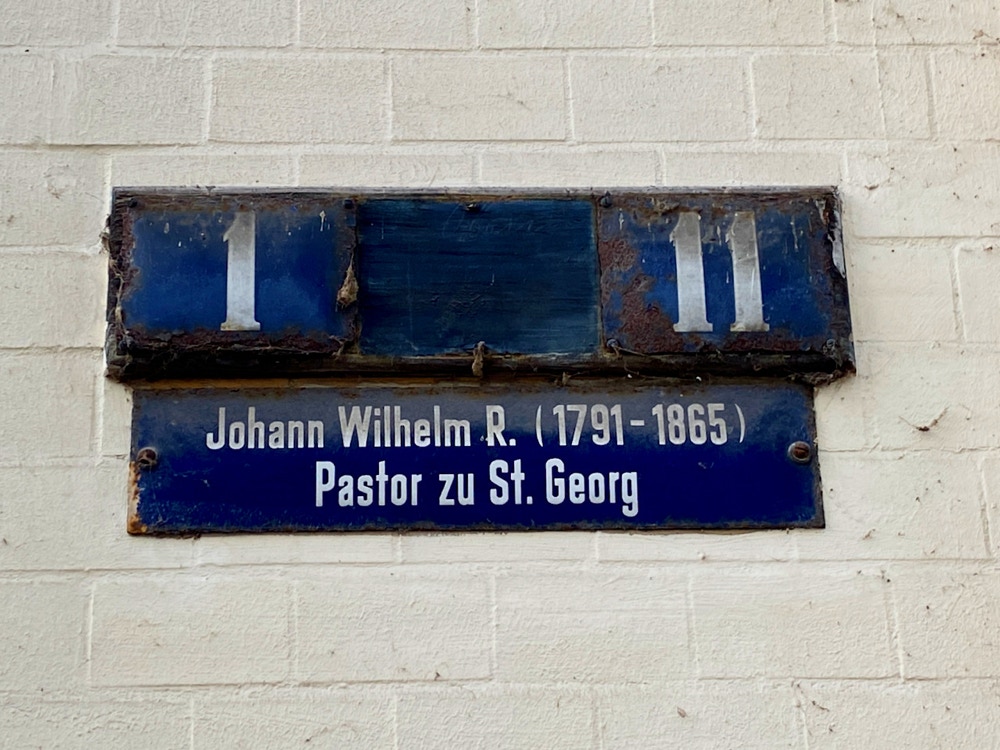 1 11
Johann Wilhelm R. (1791-1865)
Pastor zu St. Georg